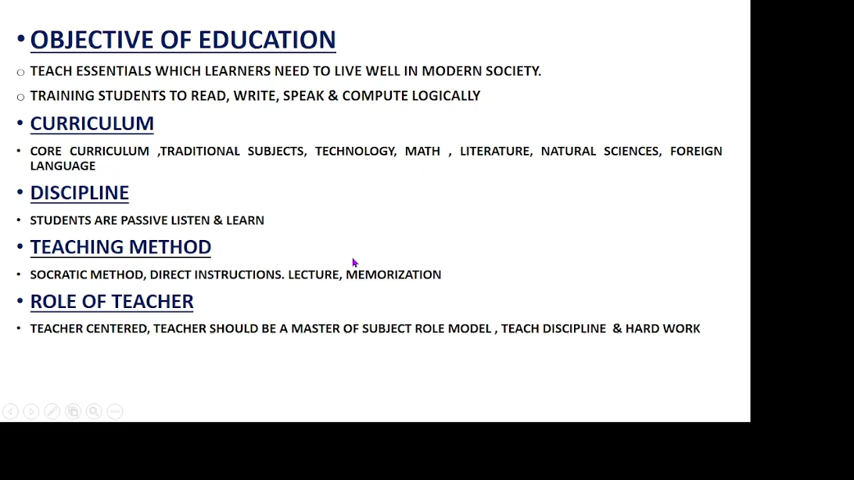 • OBJECTIVE OF EDUCATION
○ TEACH ESSENTIALS WHICH LEARNERS NEED TO LIVE WELL IN MODERN SOCIETY.
○ TRAINING STUDENTS TO READ, WRITE, SPEAK & COMPUTE LOGICALLY
• CURRICULUM
• CORE CURRICULUM ,TRADITIONAL SUBJECTS, TECHNOLOGY, MATH , LITERATURE, NATURAL SCIENCES, FOREIGN
LANGUAGE
• DISCIPLINE
• STUDENTS ARE PASSIVE LISTEN & LEARN
• TEACHING METHOD
• SOCRATIC METHOD, DIRECT INSTRUCTIONS. LECTURE, MEMORIZATION
• ROLE OF TEACHER
• TEACHER CENTERED, TEACHER SHOULD BE A MASTER OF SUBJECT ROLE MODEL , TEACH DISCIPLINE & HARD WORK